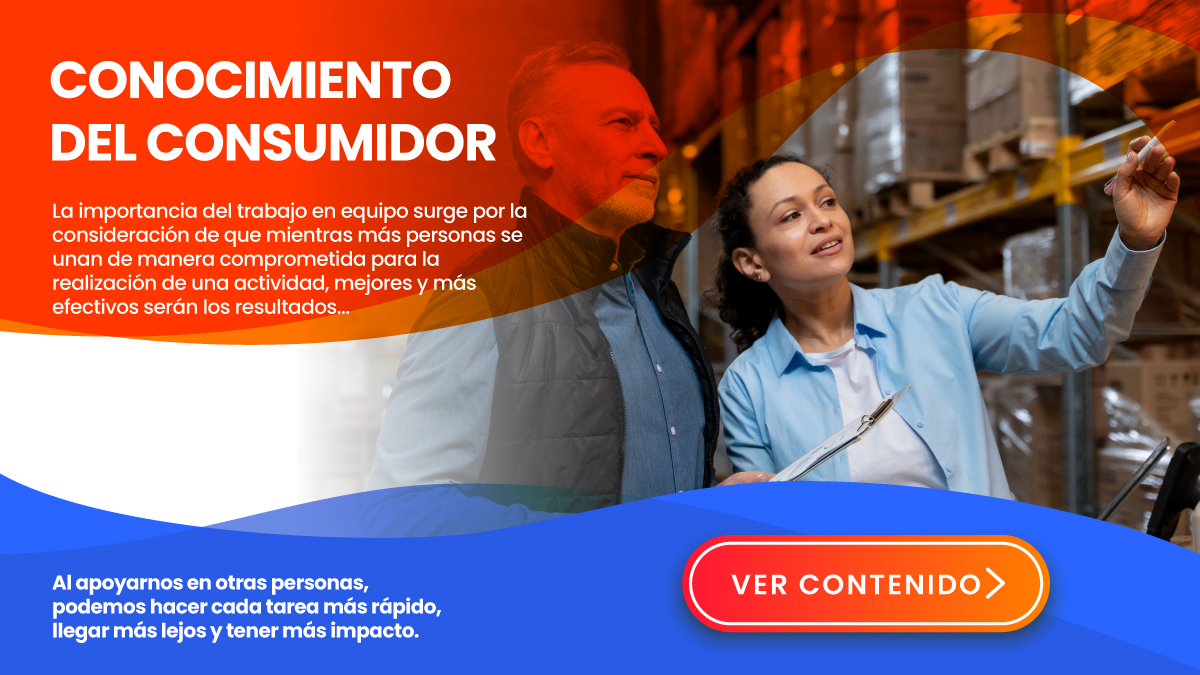 CONOCIMIENTO
DEL CONSUMIDOR
La importancia del trabajo en equipo surge por la
consideración de que mientras más personas se
unan de manera comprometida para la
realización de una actividad, mejores y más
efectivos serán los resultados...
Al apoyarnos en otras personas,
podemos hacer cada tarea más rápido,
llegar más lejos y tener más impacto.
VER CONTENIDO